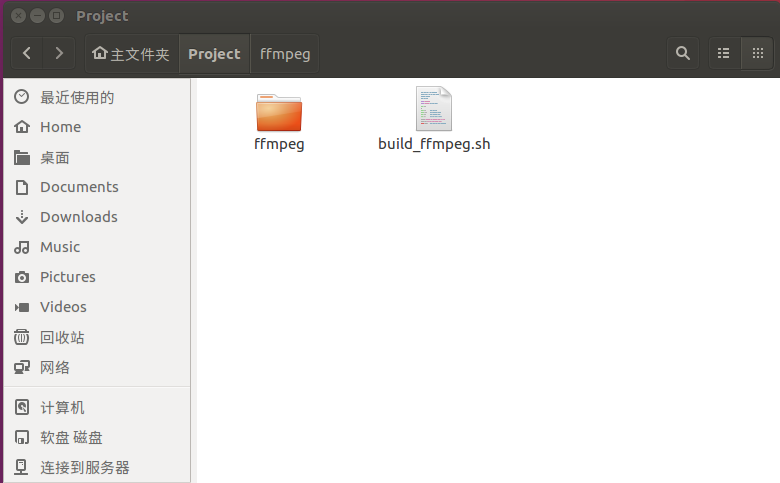 Project
主文件夹 Project ffmpeg
最近使用的
Home
桌面
Documents
Downloads
Music
Pictures
Videos
回收站
网络
计算机
软盘 磁盘
连接到服务器
ffmpeg
build_ffmpeg.sh